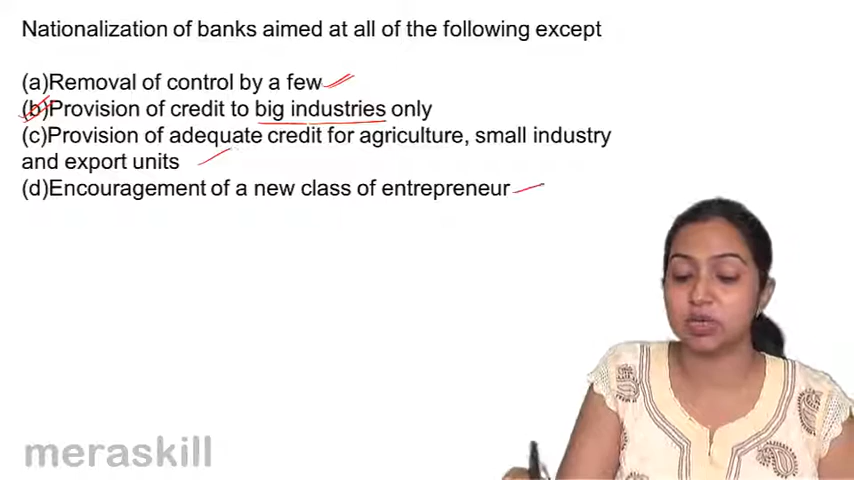 Nationalization of banks aimed at all of the following except
(a)Removal of control by a few
(b)Provision of credit to big industries only
(c)Provision of adequate credit for agriculture, small industry
and export units
(d)Encouragement of a new class of entrepreneur
meraskill